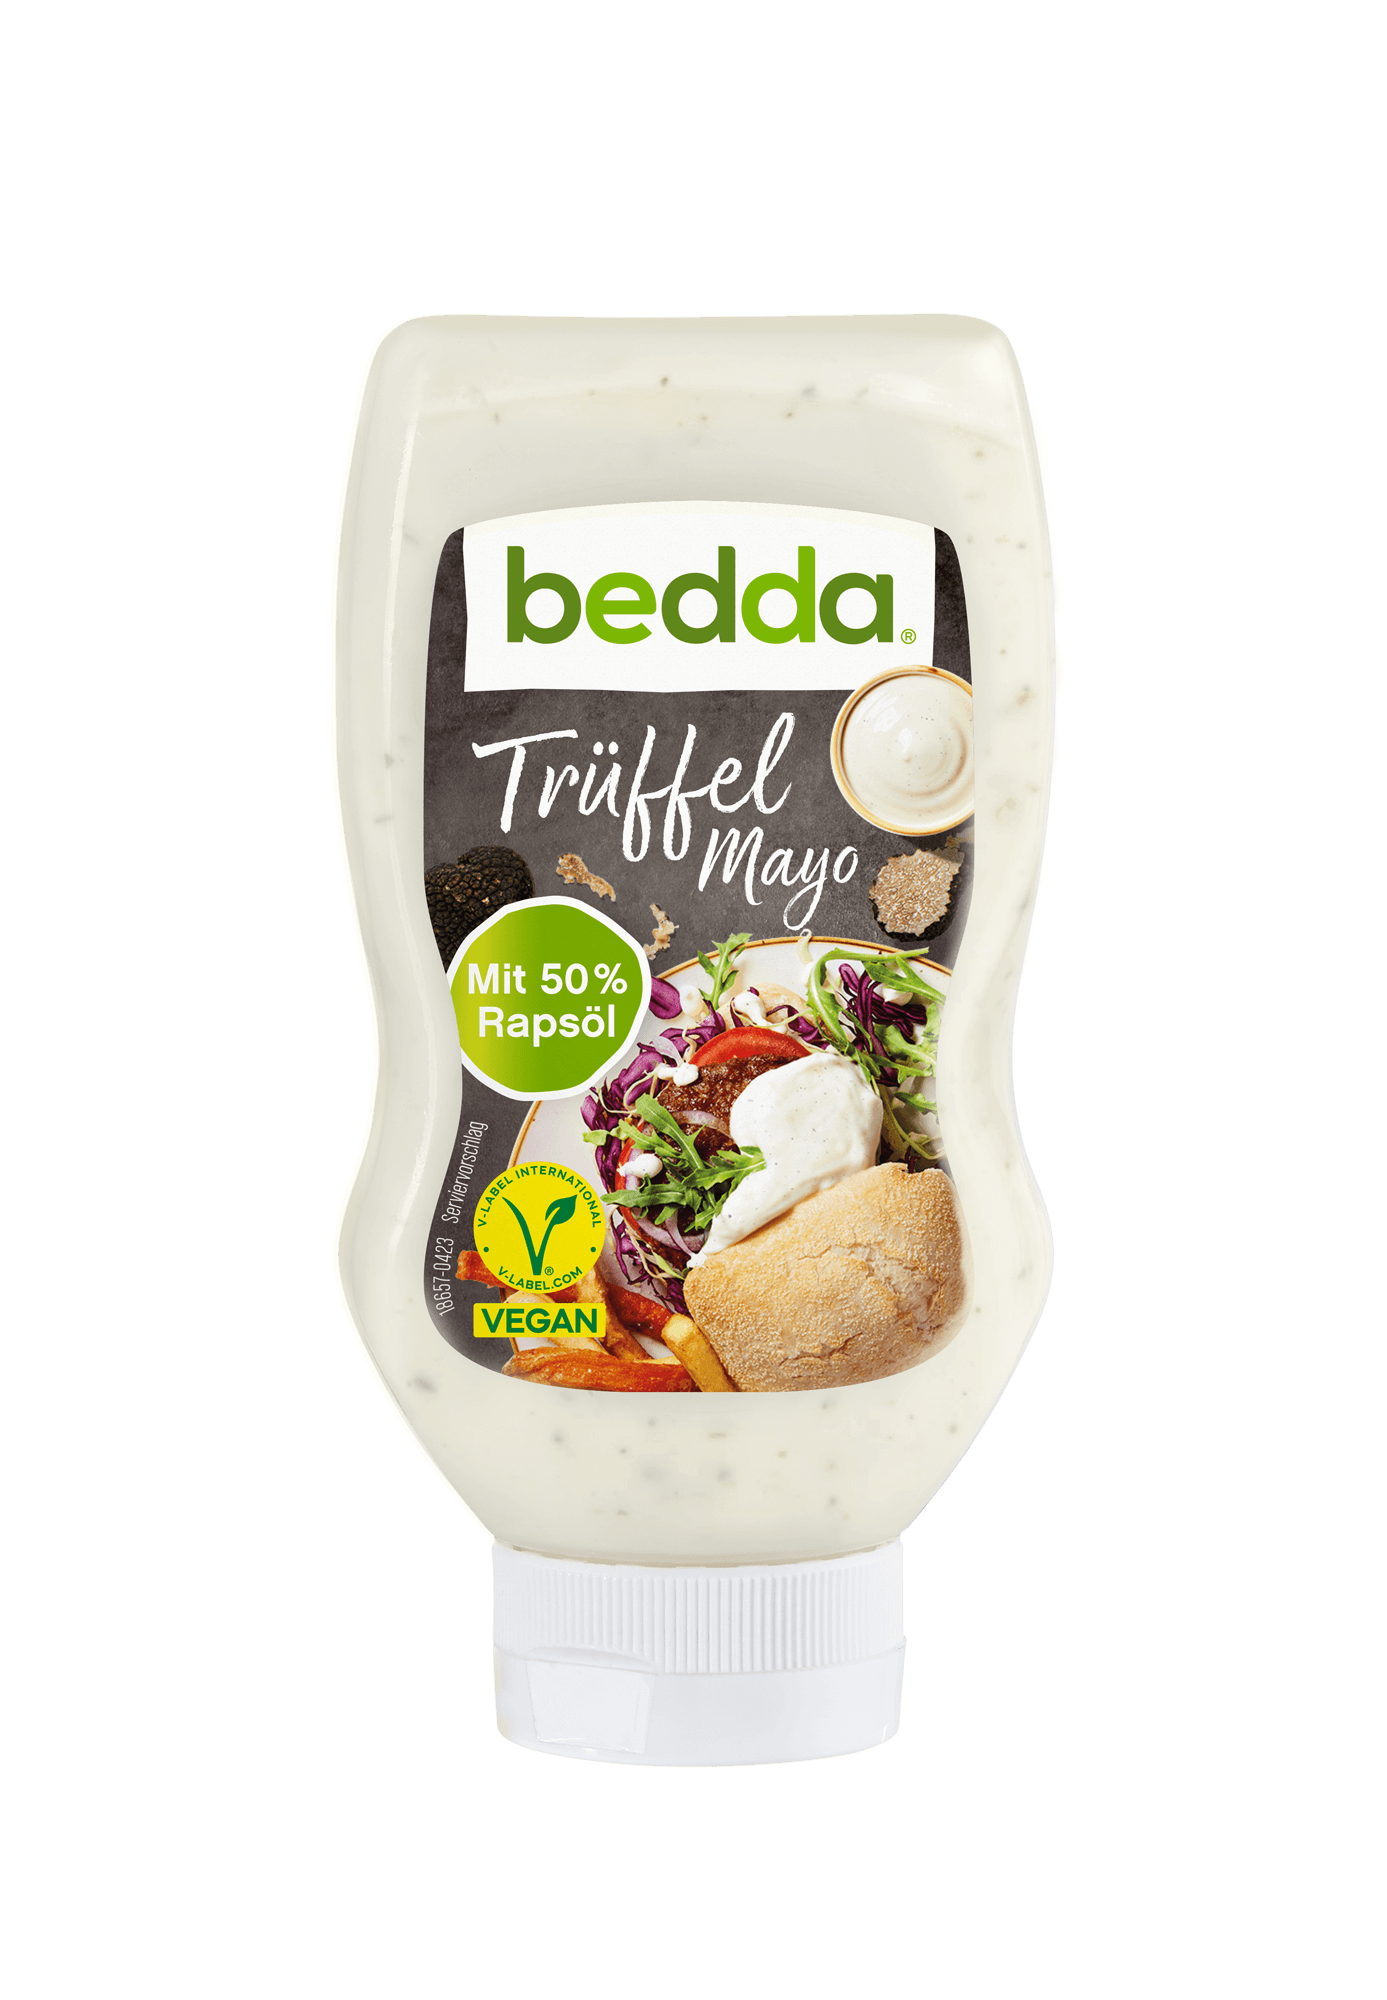 bedda®
Trüffel
Mayo
Mit 50%
Rapsöl
18657-0423 Serviervorschlag
V-LABEL INTERNATIONAL
V-LABEL.COM
®
VEGAN